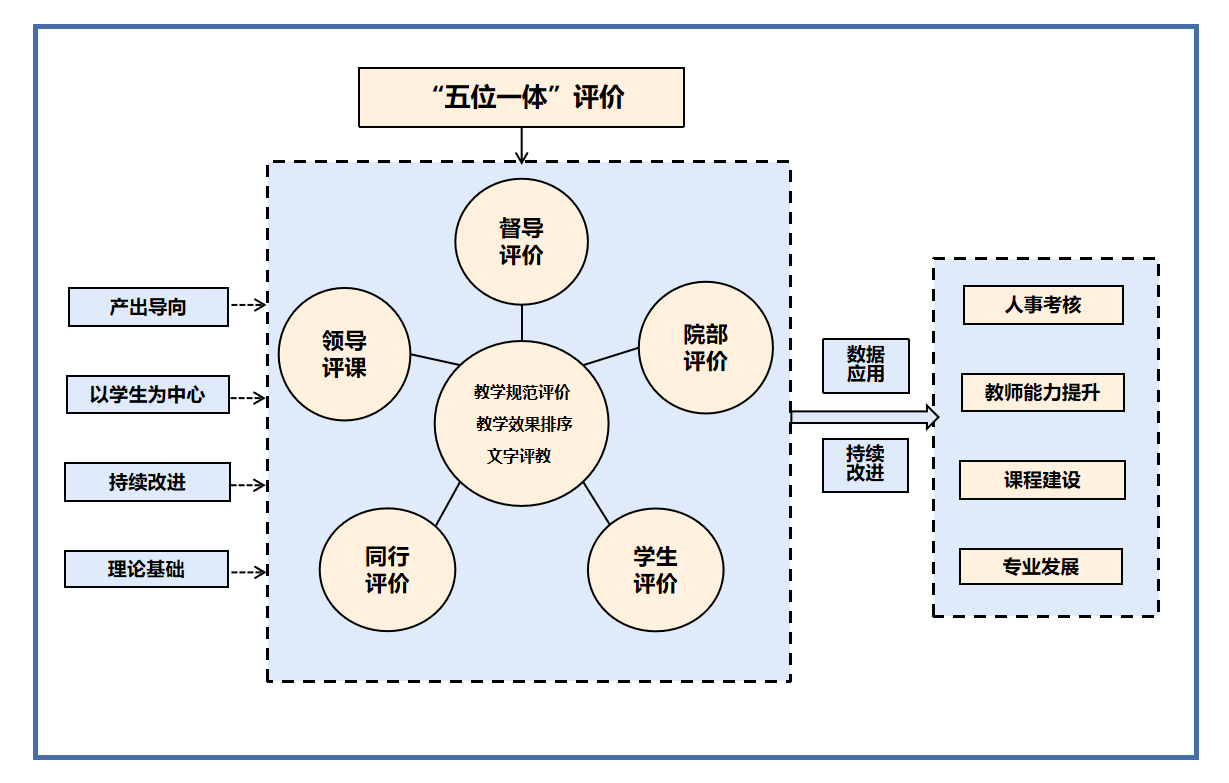 “五位一体”评价
督导
评价
领导
评课
院部
评价
教学规范评价
教学效果排序
文字评教
同行
评价
学生
评价
产出导向
以学生为中心
持续改进
理论基础
数据
应用
持续
改进
人事考核
教师能力提升
课程建设
专业发展